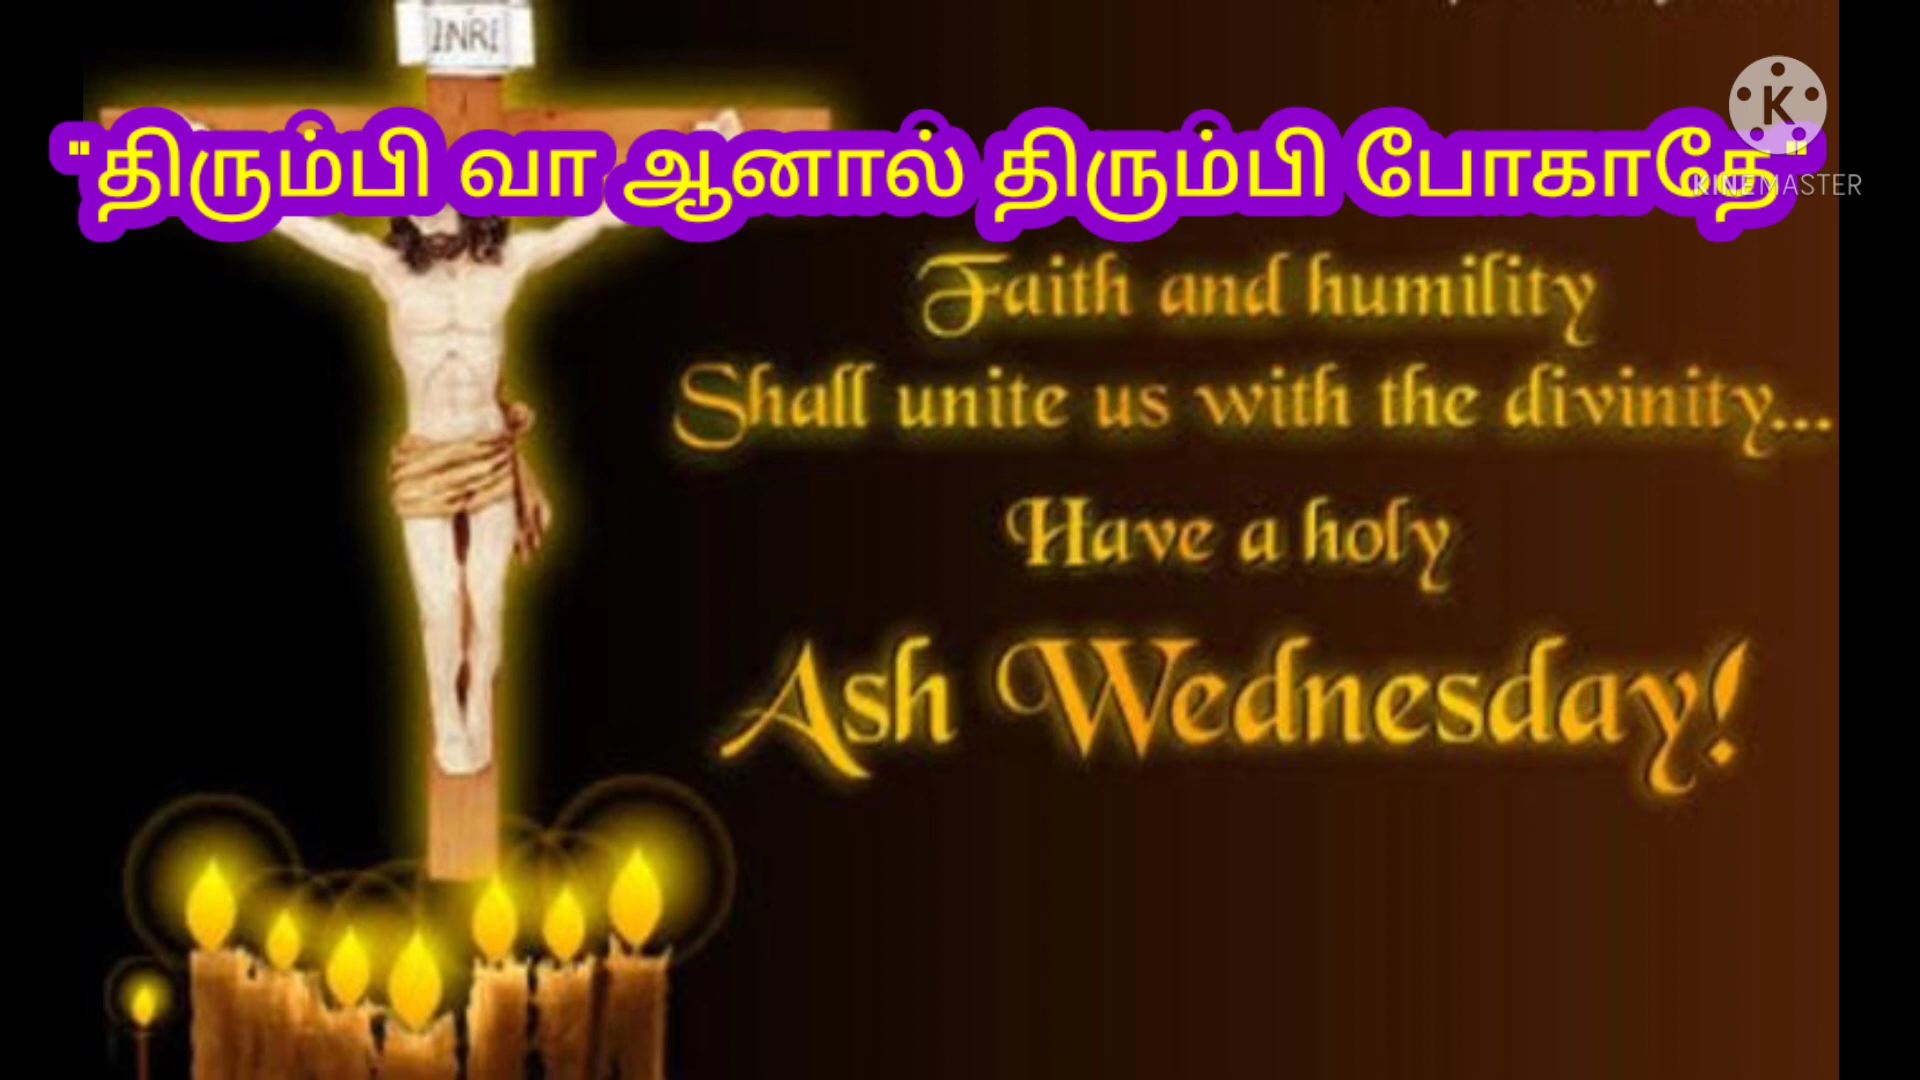 INRI
"திரும்பி வா ஆனால் திரும்பி போகாதே"
K
KINEMASTER
Faith and humility
Shall unite us with the divinity...
Have a holy
Ash Wednesday!